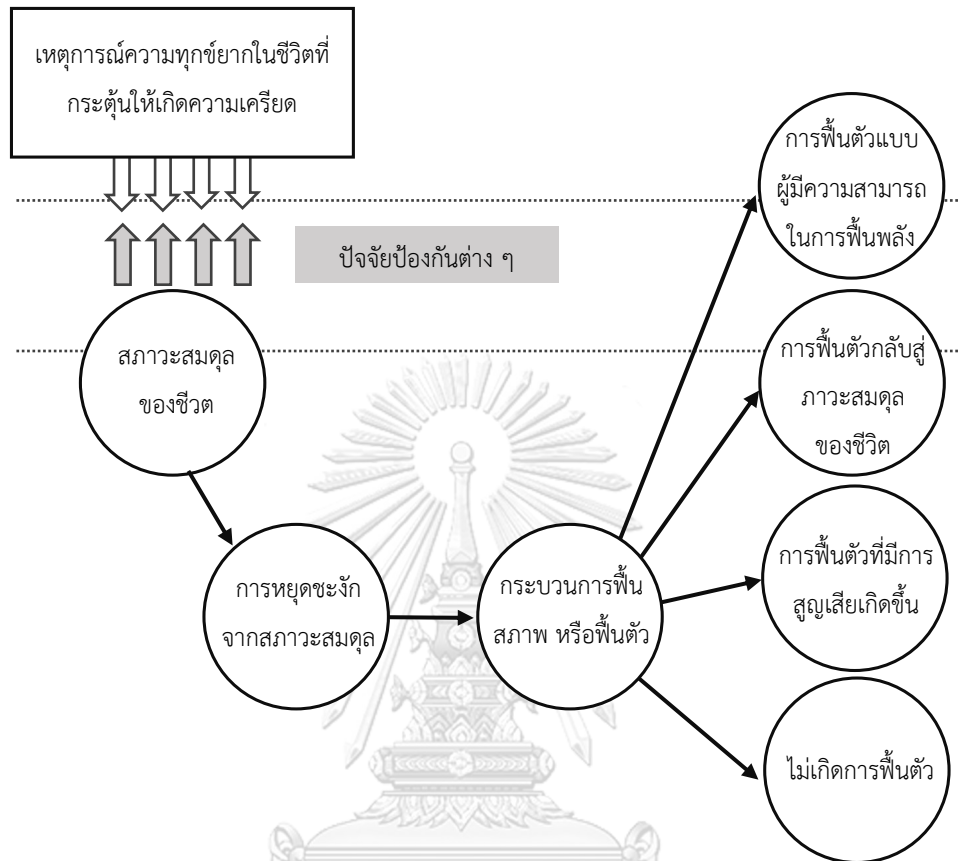 เหตุการณ์ความทุกข์ยากในชีวิตที่
กระตุ้นให้เกิดความเครียด
การฟื้นตัวแบบ
ผู้มีความสามารถ
ในการฟื้นพลัง
ปัจจัยป้องกันต่าง ๆ
สภาวะสมดุล
ของชีวต
การฟื้นตัวกลับสู่
ภาวะสมดุล
ของชีวิต
การหยุดชะงัก
จากสภาวะสมดุล
กระบวนการฟื้น
สภาพ หรือฟื้นตัว
การฟื้นตัวที่มีการ
สูญเสียเกิดขึ้น
ไม่เกิดการฟื้นตัว